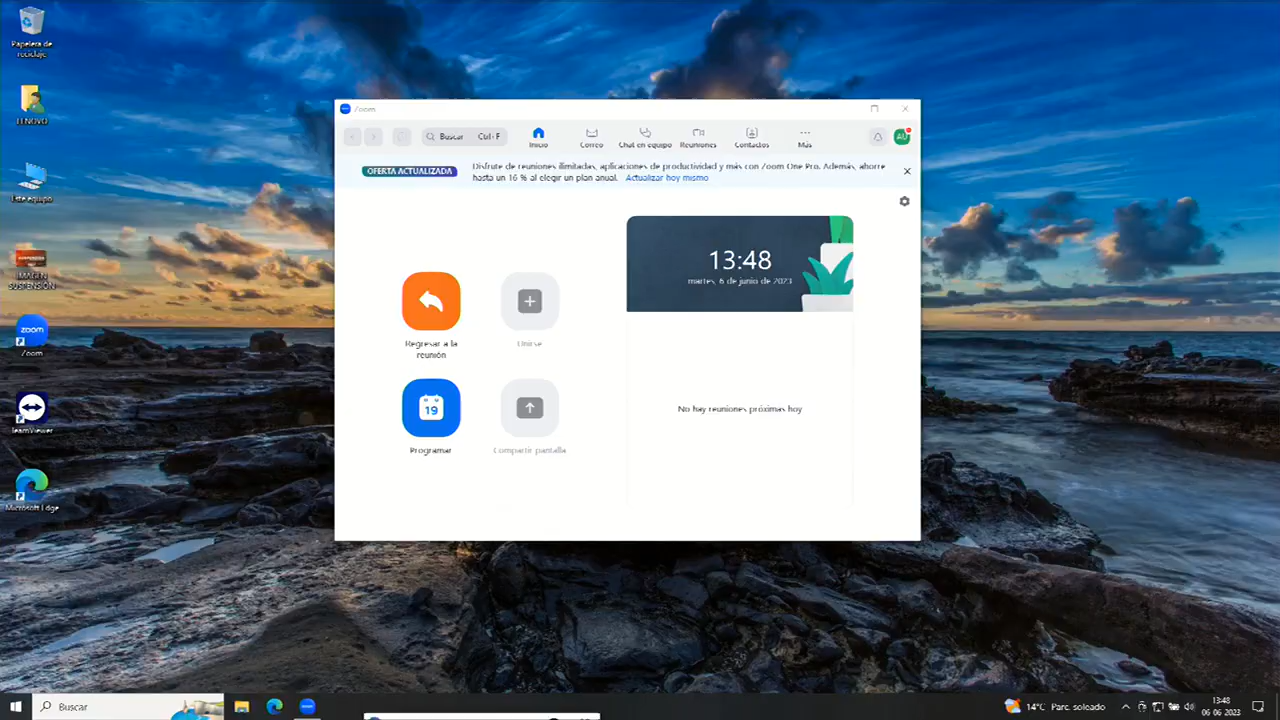 Papelera de
reciclaje
LENOVO
Este equipo
SUSPENSION
IMAGEN
SUSPENSIÓN
zoom
Zoom
TeamViewer
Microsoft Edge
Zoom
Buscar Ctrl+F
Inicio
Correo
Chat en equipo
Reuniones
Contactos
Más
AU
OFERTA ACTUALIZADA
Disfrute de reuniones ilimitadas, aplicaciones de productividad y más con Zoom One Pro. Además, ahorre
hasta un 16 % al elegir un plan anual. Actualizar hoy mismo
13:48
martes, 6 de junio de 2023
Regresar a la
reunión
Unirse
19
Programar
Compartir pantalla
No hay reuniones próximas hoy
Buscar
14°C Parc. soleado
13:48
06-06-2023